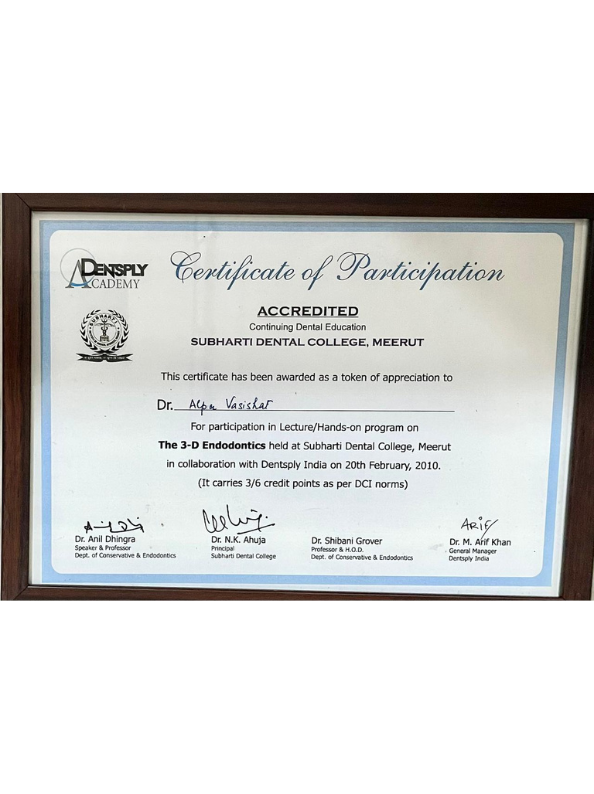 DENTSPLY
ACADEMY
Certificate of Participation
SUBHARTI
ACCREDITED
Continuing Dental Education
SUBHARTI DENTAL COLLEGE, MEERUT
This certificate has been awarded as a token of appreciation to
Dr. Alpa Vasishat
For participation in Lecture/Hands-on program on
The 3-D Endodontics held at Subharti Dental College, Meerut
in collaboration with Dentsply India on 20th February, 2010.
(It carries 3/6 credit points as per DCI norms)
ARIF
Dr. Anil Dhingra
Speaker & Professor
Dept. of Conservative & Endodontics
Dr. N.K. Ahuja
Principal
Subharti Dental College
Dr. Shibani Grover
Professor & H.O.D.
Dept. of Conservative & Endodontics
Dr. M. Arif Khan
General Manager
Dentsply India